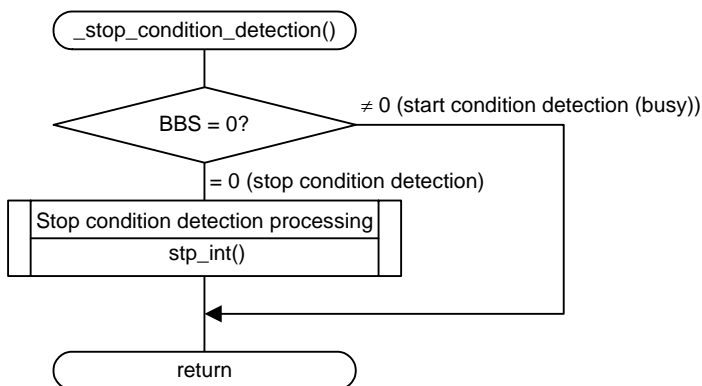 _stop_condition_detection()
≠ 0 (start condition detection (busy))
BBS = 0?
= 0 (stop condition detection)
Stop condition detection processing
stp_int()
return